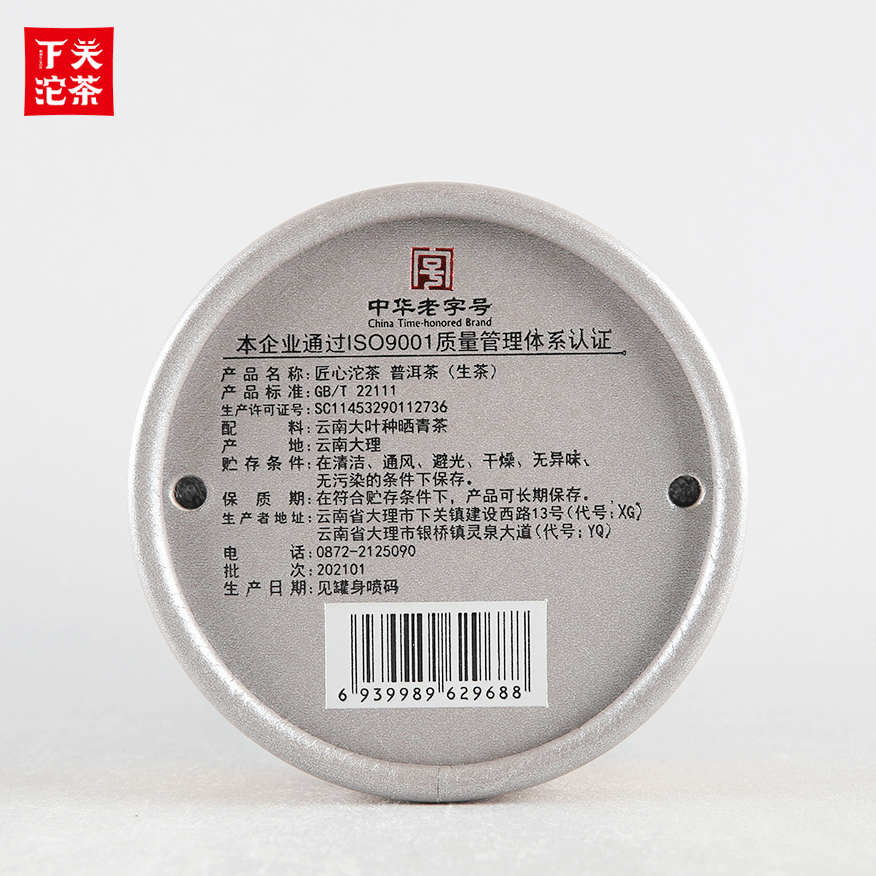 下关
沱茶
中华老字号
China Time-honored Brand
本企业通过ISO9001质量管理体系认证
产品名称:匠心沱茶 普洱茶(生茶)
产品标准:GB/T 22111
生产许可证号:SC11453290112736
配料:云南大叶种晒青茶
产地:云南大理
贮存条件:在清洁、通风、避光、干燥、无异味、
无污染的条件下保存。
保质期:在符合贮存条件下,产品可长期保存。
生产者地址:云南省大理市下关镇建设西路13号(代号:XG)
云南省大理市银桥镇灵泉大道(代号:YQ)
电话:0872-2125090
批次:202101
生产日期:见罐身喷码
6 939989 629688